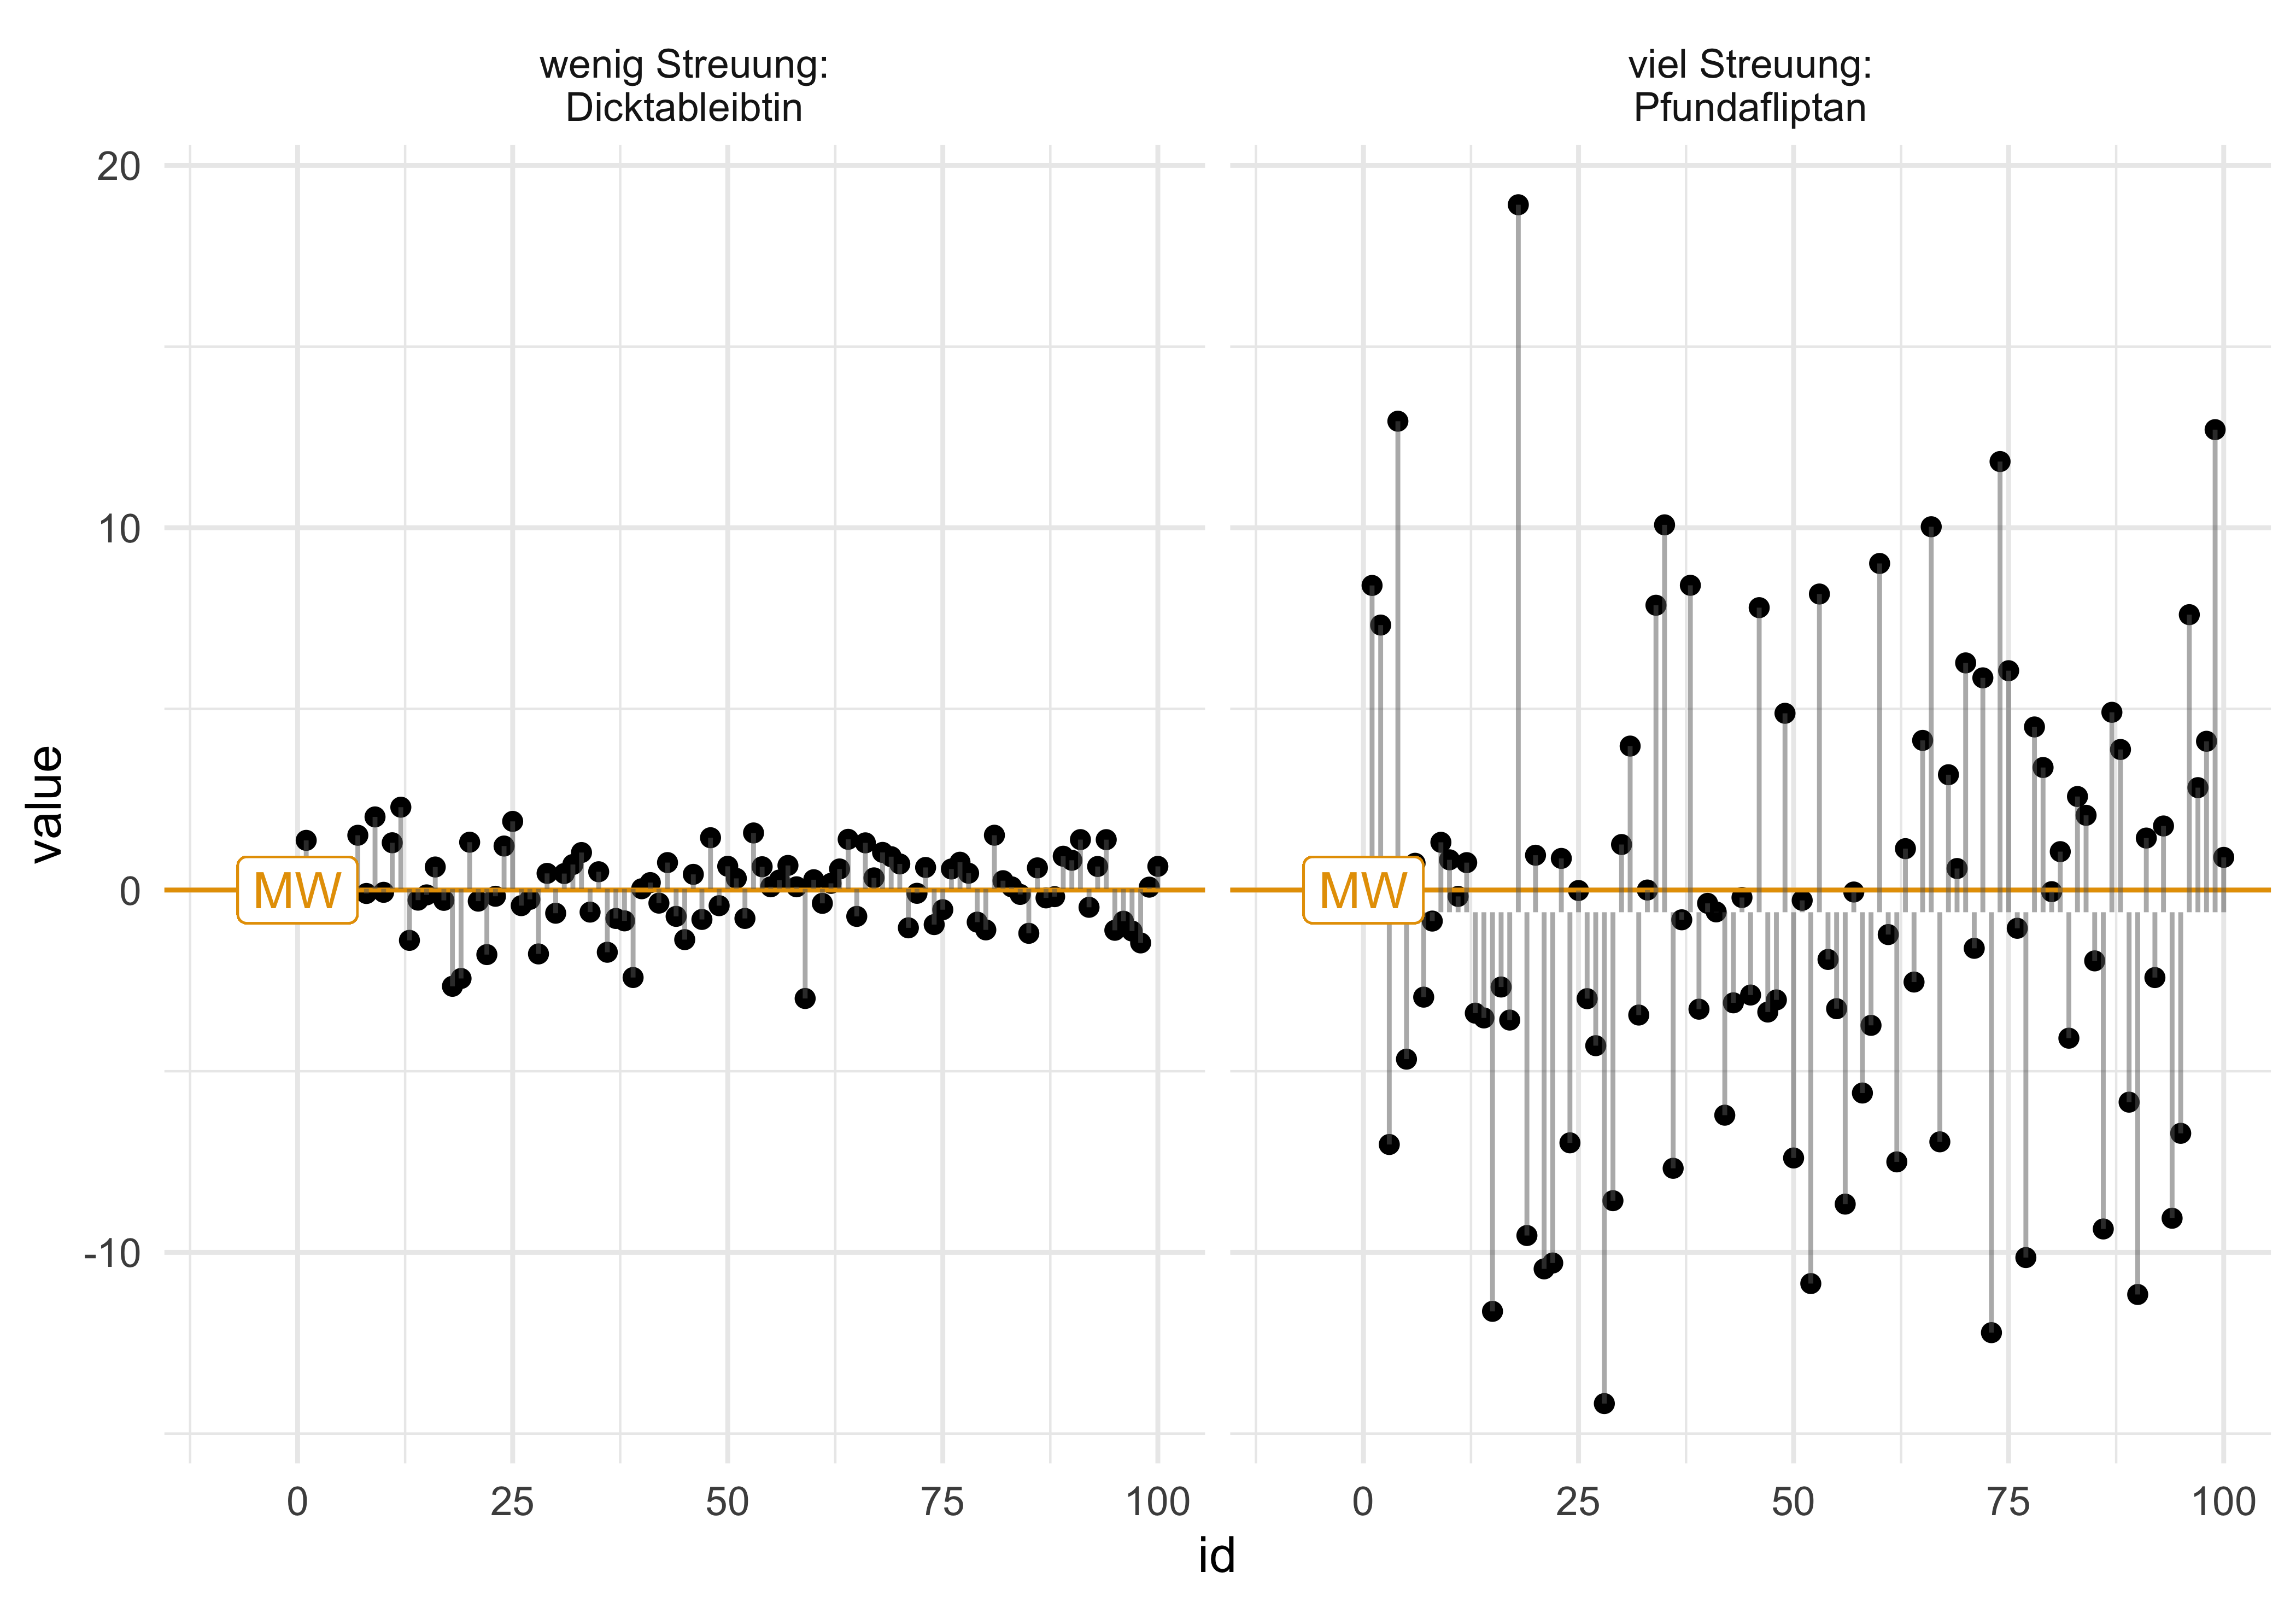 wenig Streuung:
Dicktableibtin
viel Streuung:
Pfundafliptan
20
10
0
-10
value
MW
MW
0
25
50
75
100
0
25
50
75
100
id